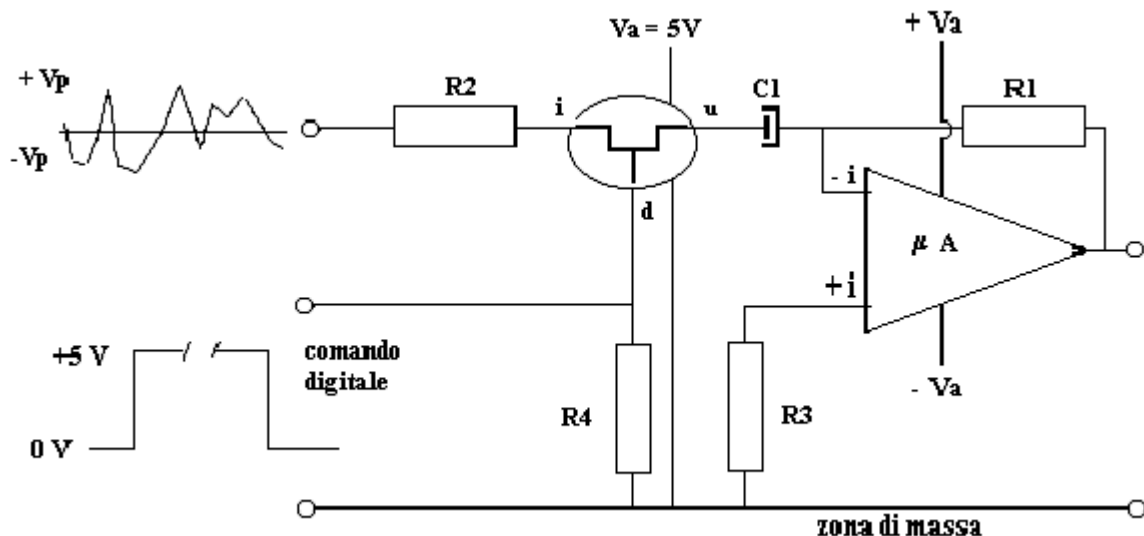 Va = 5V
+ Va
+ Vp
-Vp
R2
i
u
C1
R1
- i
d
μ A
+i
+5 V
0 V
comando
digitale
R4
R3
- Va
zona di massa